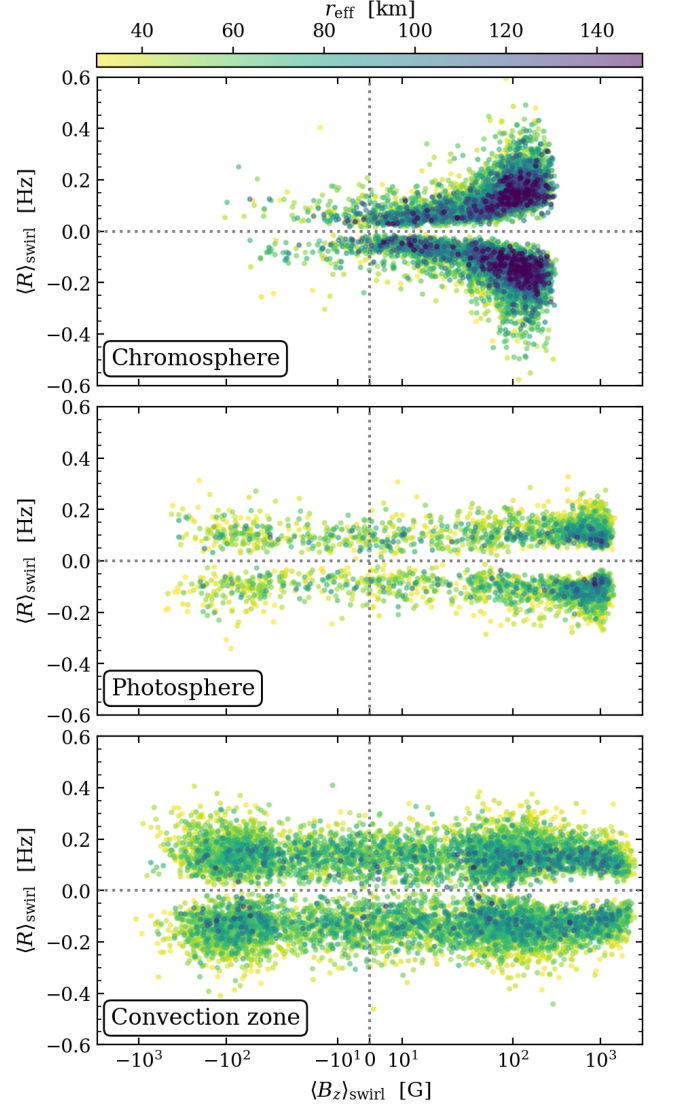 r_eff [km]
40 60 80 100 120 140
0.6
0.4
0.2
0.0
−0.2
−0.4
−0.6
⟨R⟩_swirl [Hz]
Chromosphere
0.6
0.4
0.2
0.0
−0.2
−0.4
−0.6
⟨R⟩_swirl [Hz]
Photosphere
0.6
0.4
0.2
0.0
−0.2
−0.4
−0.6
⟨R⟩_swirl [Hz]
Convection zone
−10³ −10² −10¹ 0 10¹ 10² 10³
⟨B_z⟩_swirl [G]